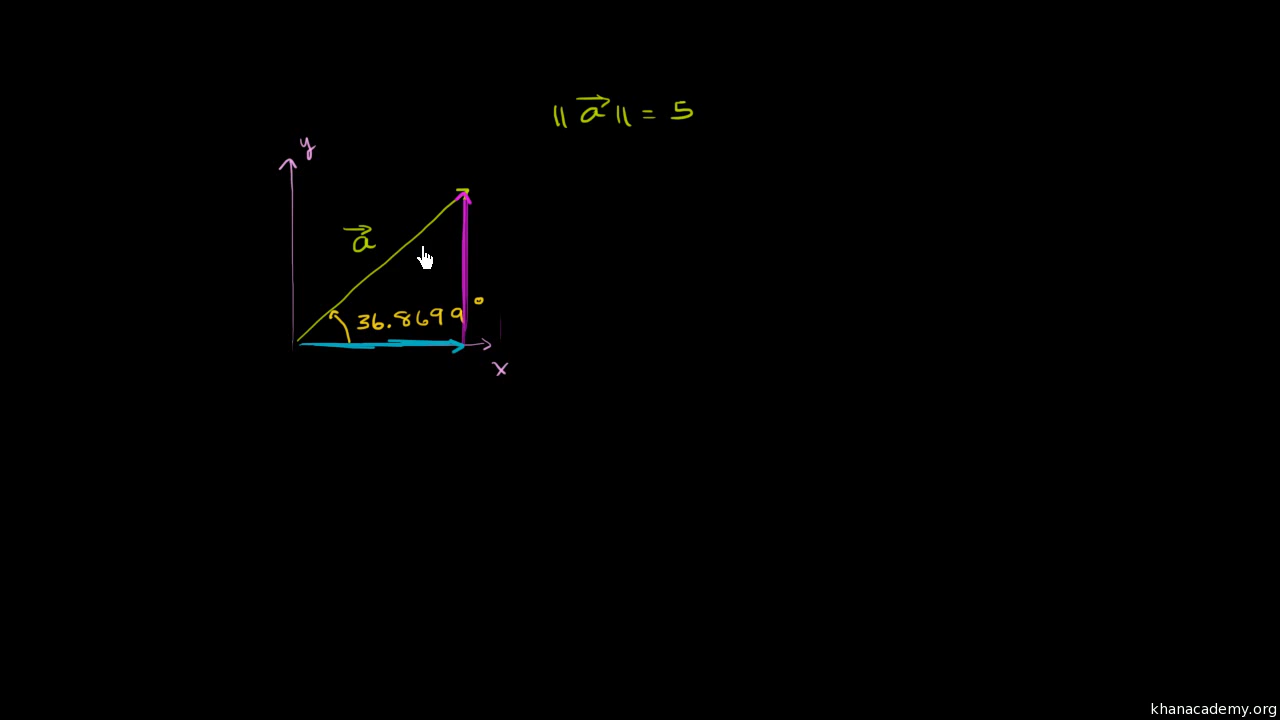 ‖a⃗‖ = 5
y
a⃗
36.8699°
x
khanacademy.org